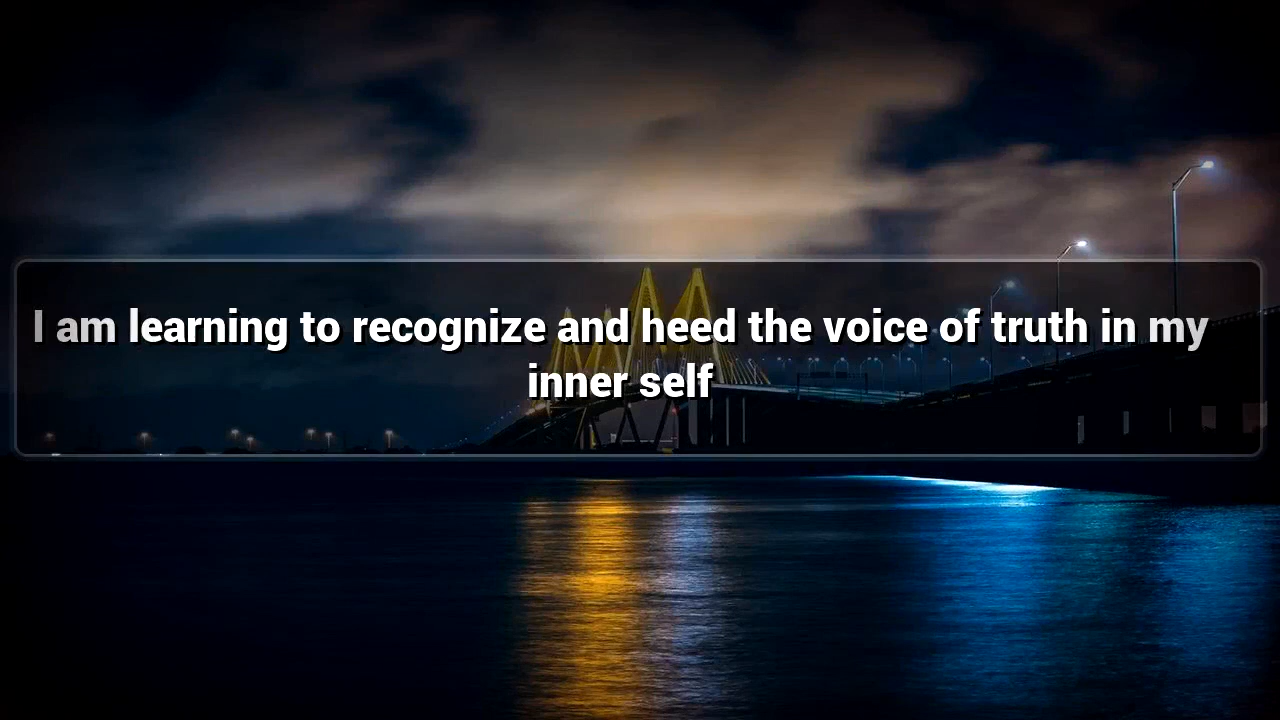 I am learning to recognize and heed the voice of truth in my
inner self